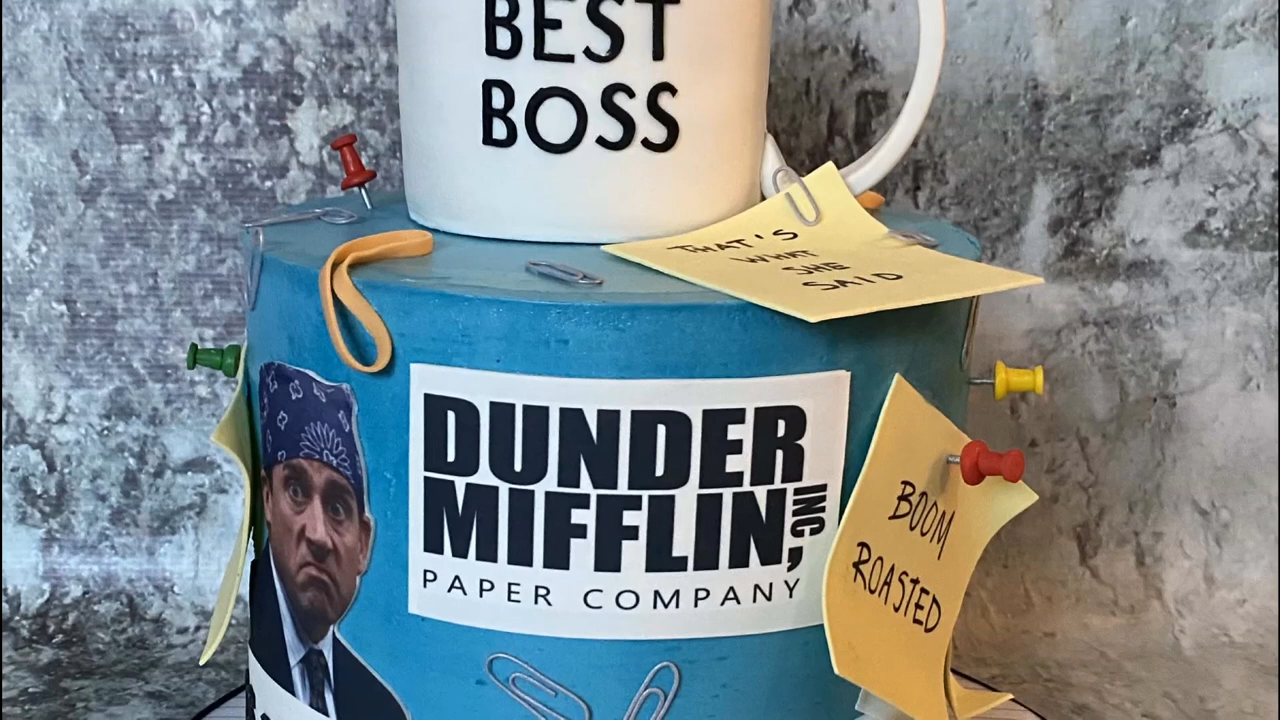 BEST
BOSS
THAT'S
WHAT
SHE
SAID
DUNDER
MIFFLIN,
INC
PAPER COMPANY
BOOM
ROASTED